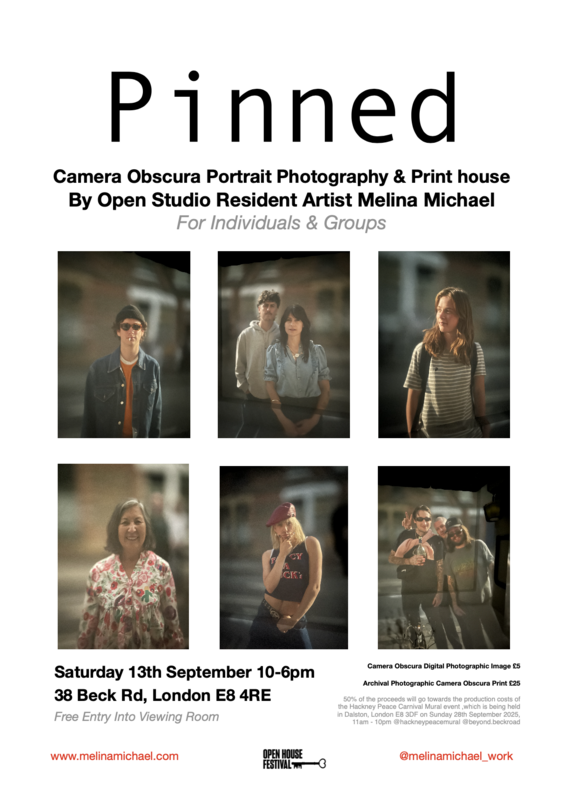 Pinned
Camera Obscura Portrait Photography & Print house
By Open Studio Resident Artist Melina Michael
For Individuals & Groups
Saturday 13th September 10-6pm
38 Beck Rd, London E8 4RE
Free Entry Into Viewing Room
Camera Obscura Digital Photographic Image £5
Archival Photographic Camera Obscura Print £25
50% of the proceeds will go towards the production costs of
the Hackney Peace Carnival Mural event ,which is being held
in Dalston, London E8 3DF on Sunday 28th September 2025,
11am - 10pm @hackneypeacemural @beyond.beckroad
www.melinamichael.com
OPEN HOUSE
FESTIVAL
@melinamichael_work